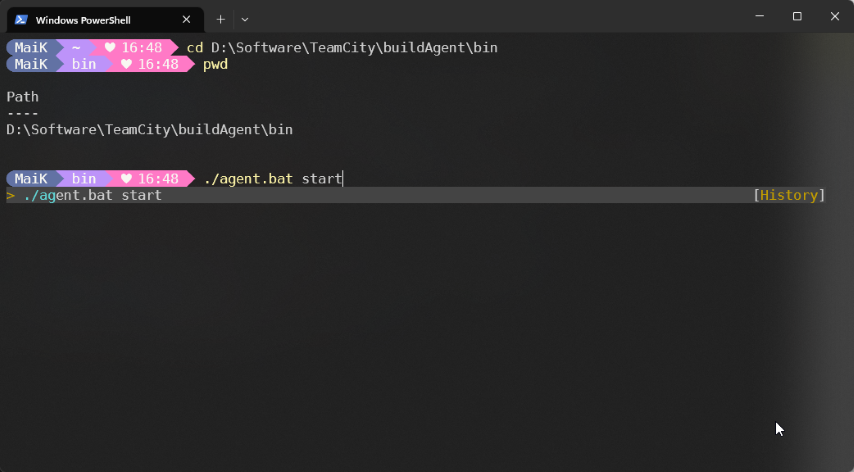 Windows PowerShell
MaiK ~ ♥ 16:48 cd D:\Software\TeamCity\buildAgent\bin
MaiK bin ♥ 16:48 pwd
Path
----
D:\Software\TeamCity\buildAgent\bin
MaiK bin ♥ 16:48 ./agent.bat start
> ./agent.bat start [History]